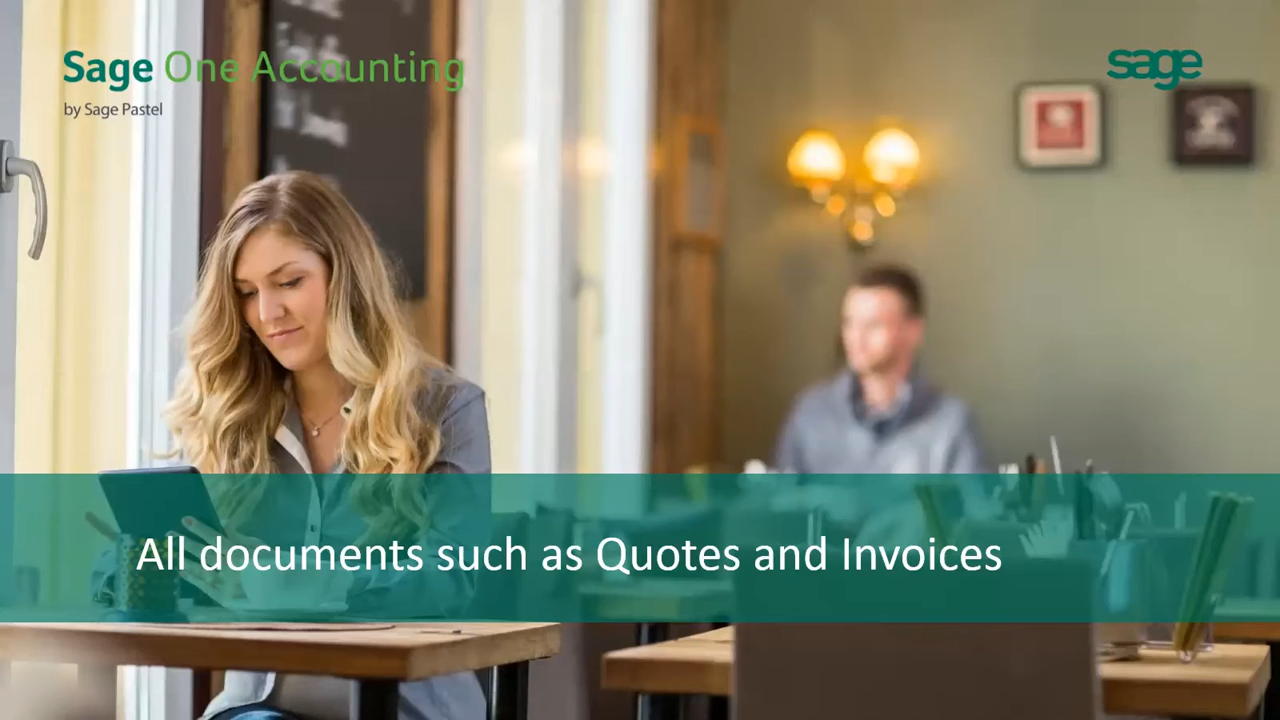 Sage One Accounting
by Sage Pastel
sage
All documents such as Quotes and Invoices